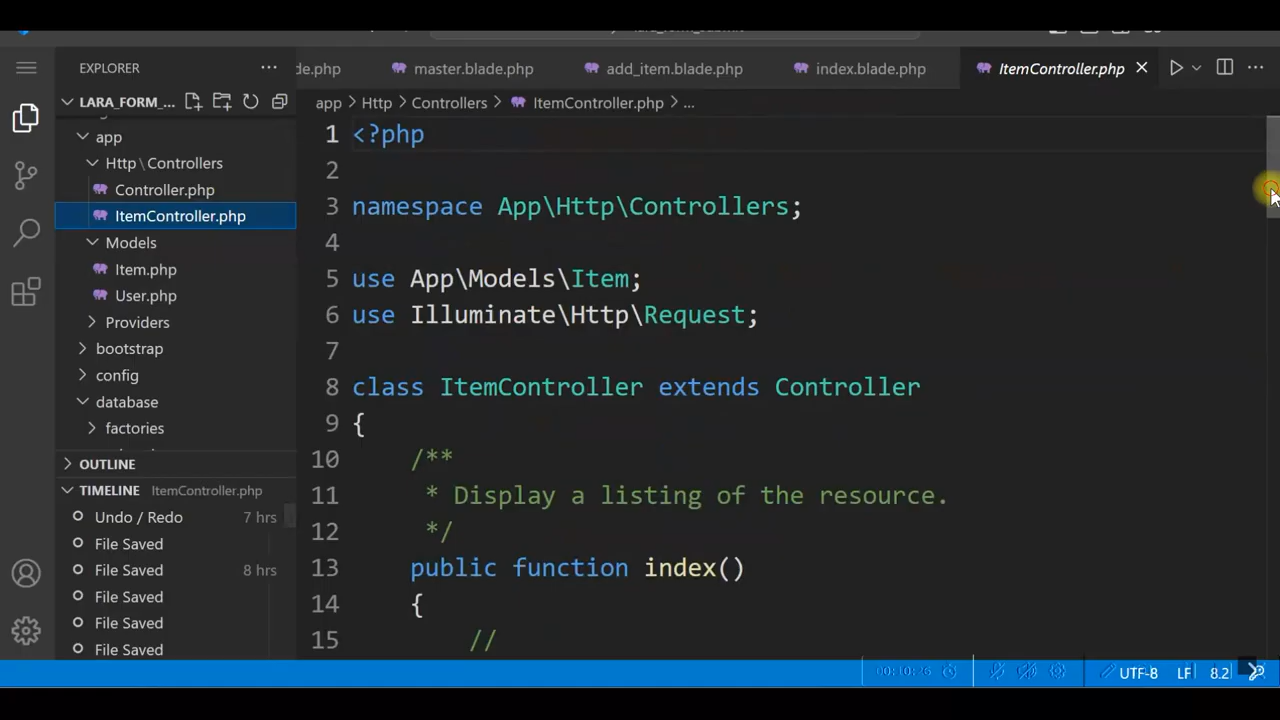 EXPLORER
de.php
master.blade.php
add_item.blade.php
index.blade.php
ItemController.php
LARA_FORM_...
app > Http > Controllers > ItemController.php > ...
app
Http \ Controllers
Controller.php
ItemController.php
Models
Item.php
User.php
Providers
bootstrap
config
database
factories
OUTLINE
TIMELINE ItemController.php
Undo / Redo 7 hrs
File Saved
File Saved 8 hrs
File Saved
File Saved
File Saved
1 <?php
2
3 namespace App\Http\Controllers;
4
5 use App\Models\Item;
6 use Illuminate\Http\Request;
7
8 class ItemController extends Controller
9 {
10 /**
11 * Display a listing of the resource.
12 */
13 public function index()
14 {
15 //
00:10:26
UTF-8 LF 8.2